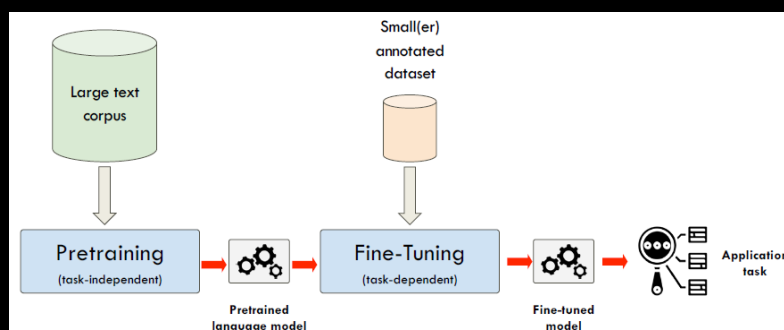 Large text
corpus
Small(er)
annotated
dataset
Pretraining
(task-independent)
Pretrained
language model
Fine-Tuning
(task-dependent)
Fine-tuned
model
Application
task